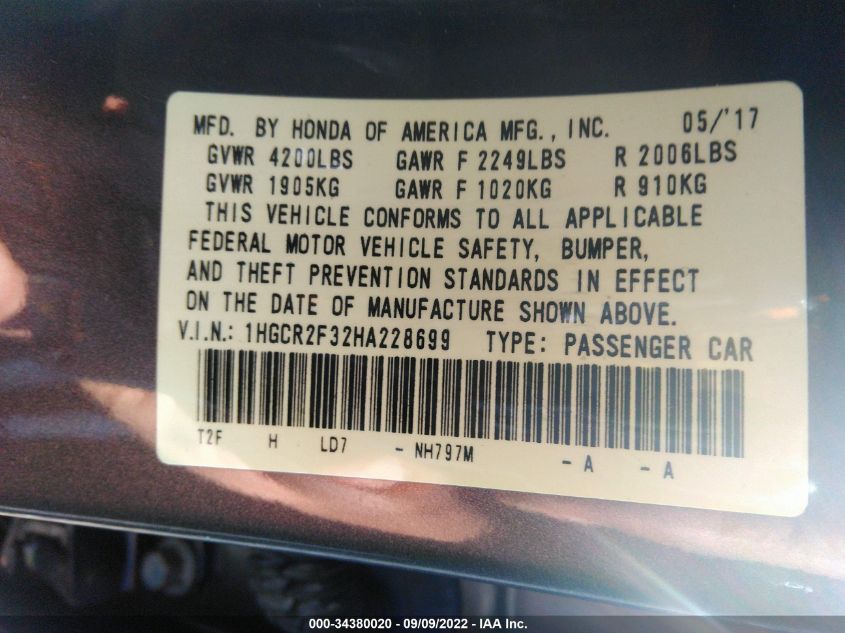 MFD. BY HONDA OF AMERICA MFG., INC. 05/'17
GVWR 4200LBS GAWR F 2249LBS R 2006LBS
GVWR 1905KG GAWR F 1020KG R 910KG
THIS VEHICLE CONFORMS TO ALL APPLICABLE
FEDERAL MOTOR VEHICLE SAFETY, BUMPER,
AND THEFT PREVENTION STANDARDS IN EFFECT
ON THE DATE OF MANUFACTURE SHOWN ABOVE.
V.I.N.: 1HGCR2F32HA228699 TYPE: PASSENGER CAR
T2F H LD7 - NH797M - A - A
000-34380020 - 09/09/2022 - IAA Inc.